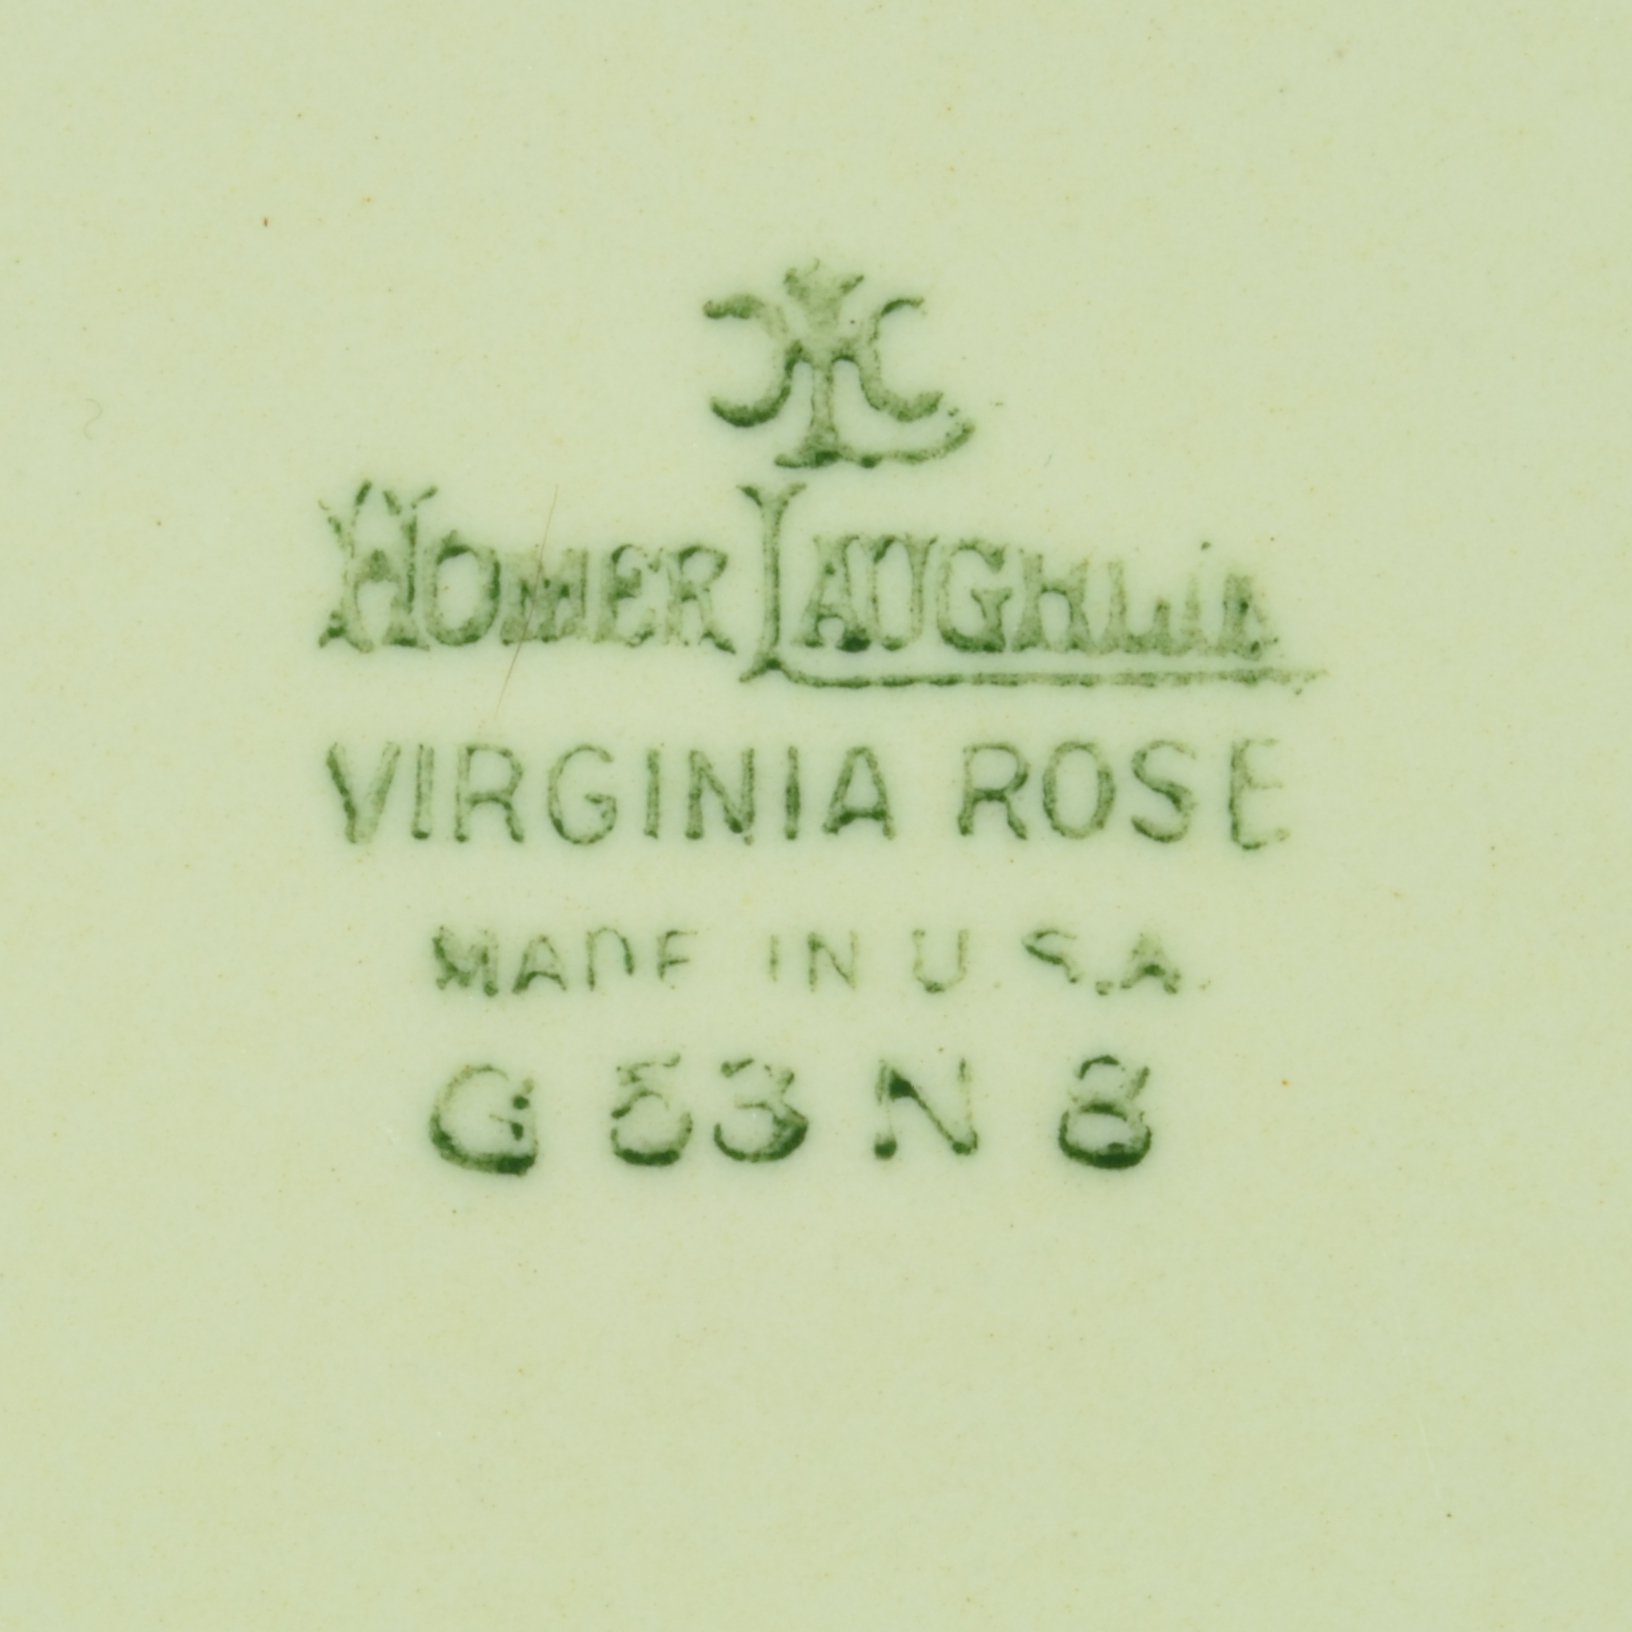 HOMER LAUGHLIN
VIRGINIA ROSE
MADE IN U.S.A.
G 53 N 8